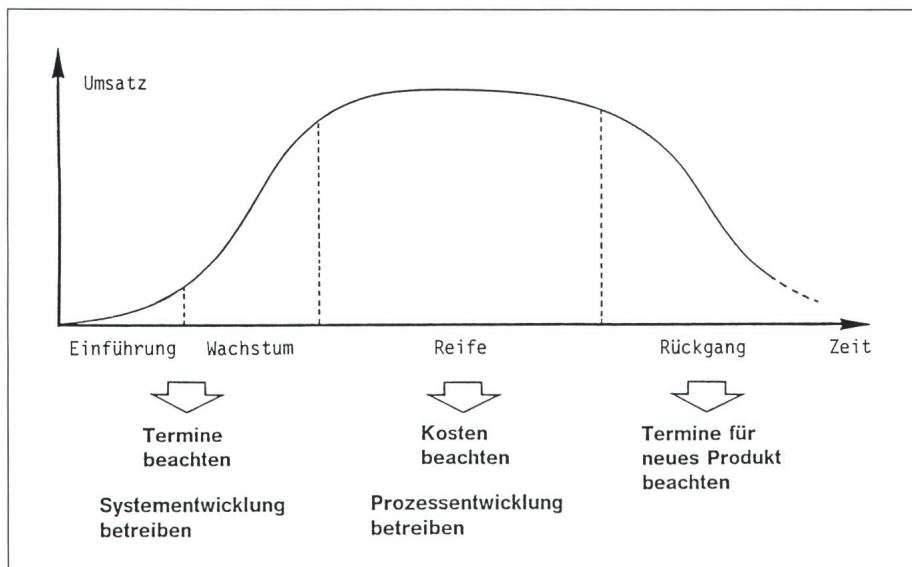 Umsatz
Einführung Wachstum Reife Rückgang Zeit
Termine
beachten
Systementwicklung
betreiben
Kosten
beachten
Prozessentwicklung
betreiben
Termine für
neues Produkt
beachten